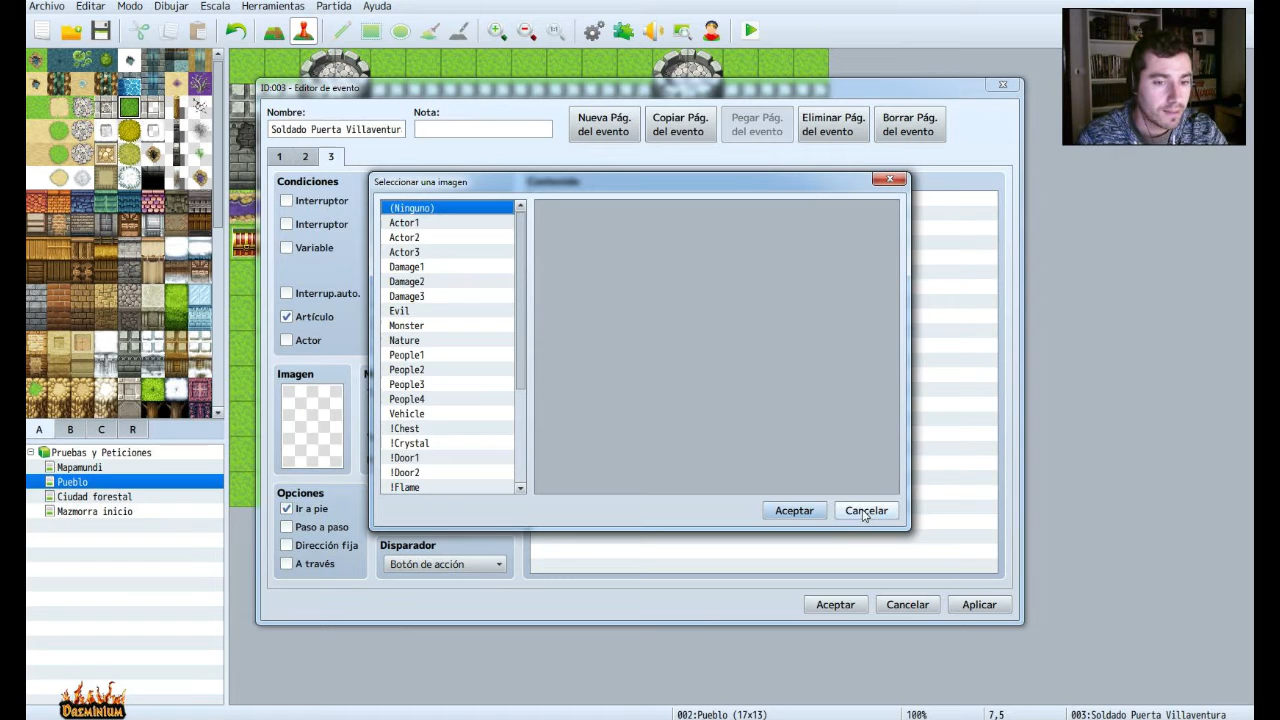 Archivo Editar Modo Dibujar Escala Herramientas Partida Ayuda
1:1
ID:003 - Editor de evento
Nombre:
Nota:
Soldado Puerta Villaventur
Nueva Pág. del evento
Copiar Pág. del evento
Pegar Pág. del evento
Eliminar Pág. del evento
Borrar Pág. del evento
1 2 3
Condiciones
Interruptor
Interruptor
Variable
Interrup.auto.
Artículo
Actor
Imagen
Opciones
Ir a pie
Paso a paso
Dirección fija
A través
Seleccionar una imagen
Contenido
(Ninguno)
Actor1
Actor2
Actor3
Damage1
Damage2
Damage3
Evil
Monster
Nature
People1
People2
People3
People4
Vehicle
!Chest
!Crystal
!Door1
!Door2
!Flame
Aceptar Cancelar
Disparador
Botón de acción
Aceptar Cancelar Aplicar
A B C R
Pruebas y Peticiones
Mapamundi
Pueblo
Ciudad forestal
Mazmorra inicio
Daeminium
002:Pueblo (17x13) 100% 7,5 003:Soldado Puerta Villaventura